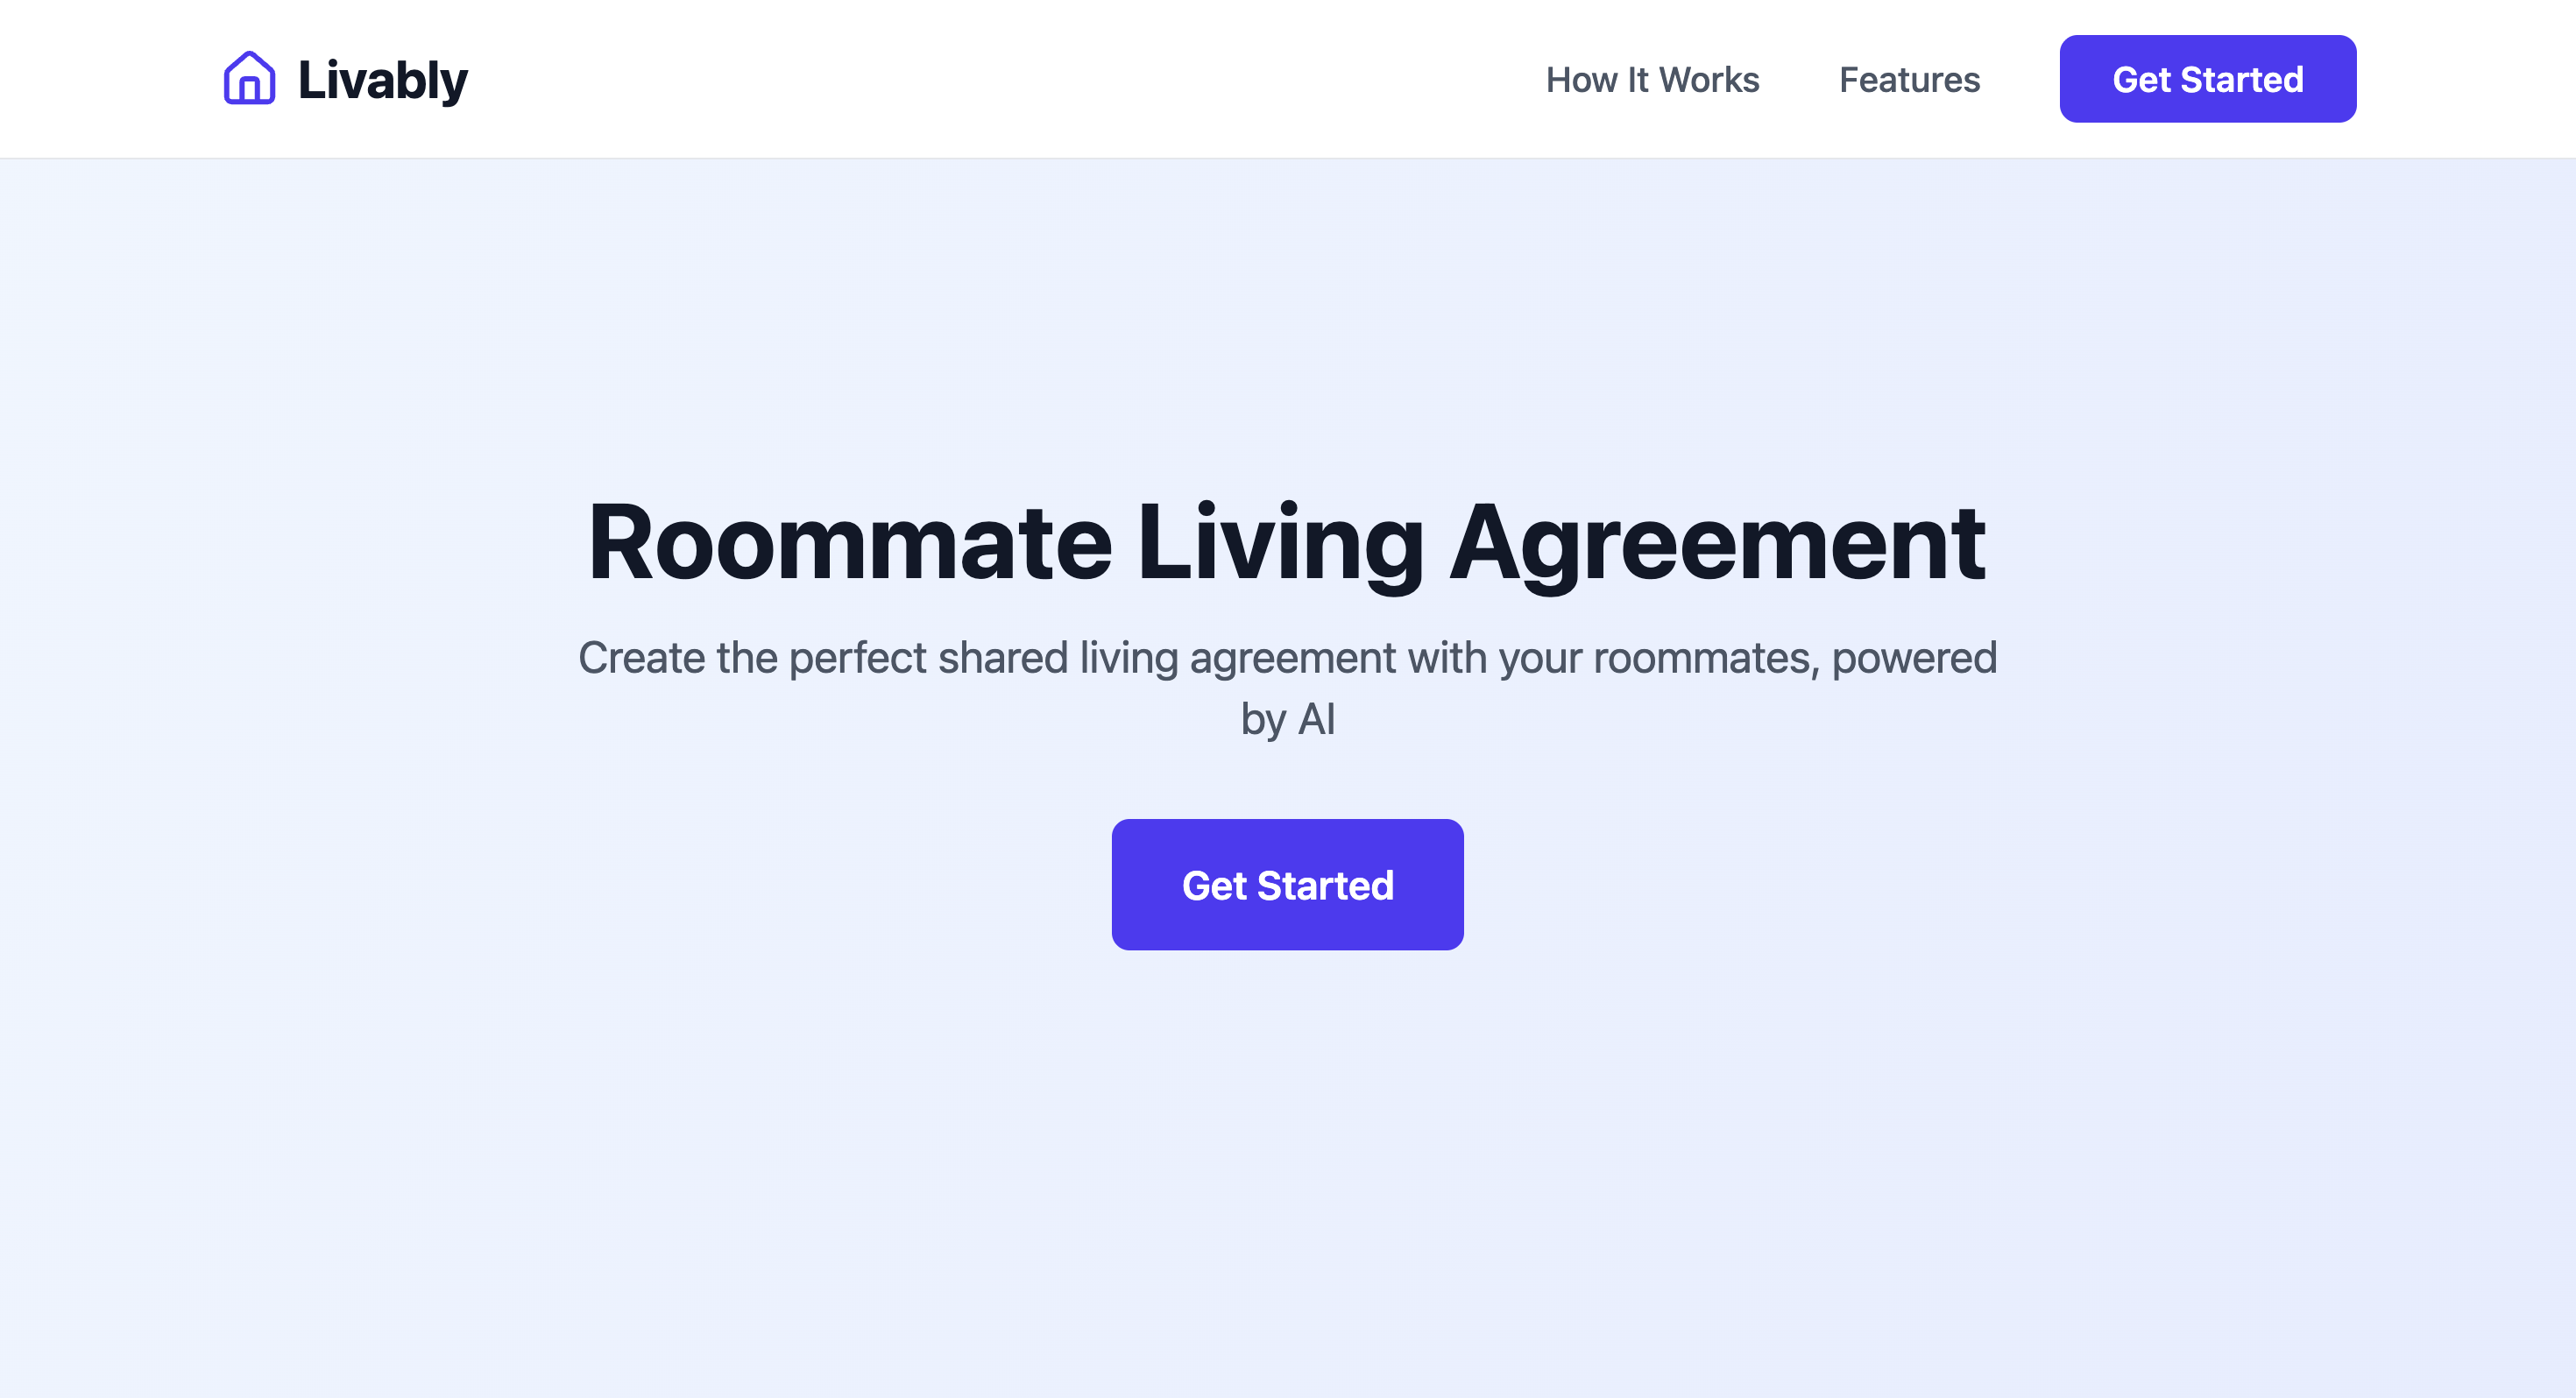 Livably
How It Works
Features
Get Started
Roommate Living Agreement
Create the perfect shared living agreement with your roommates, powered
by AI
Get Started